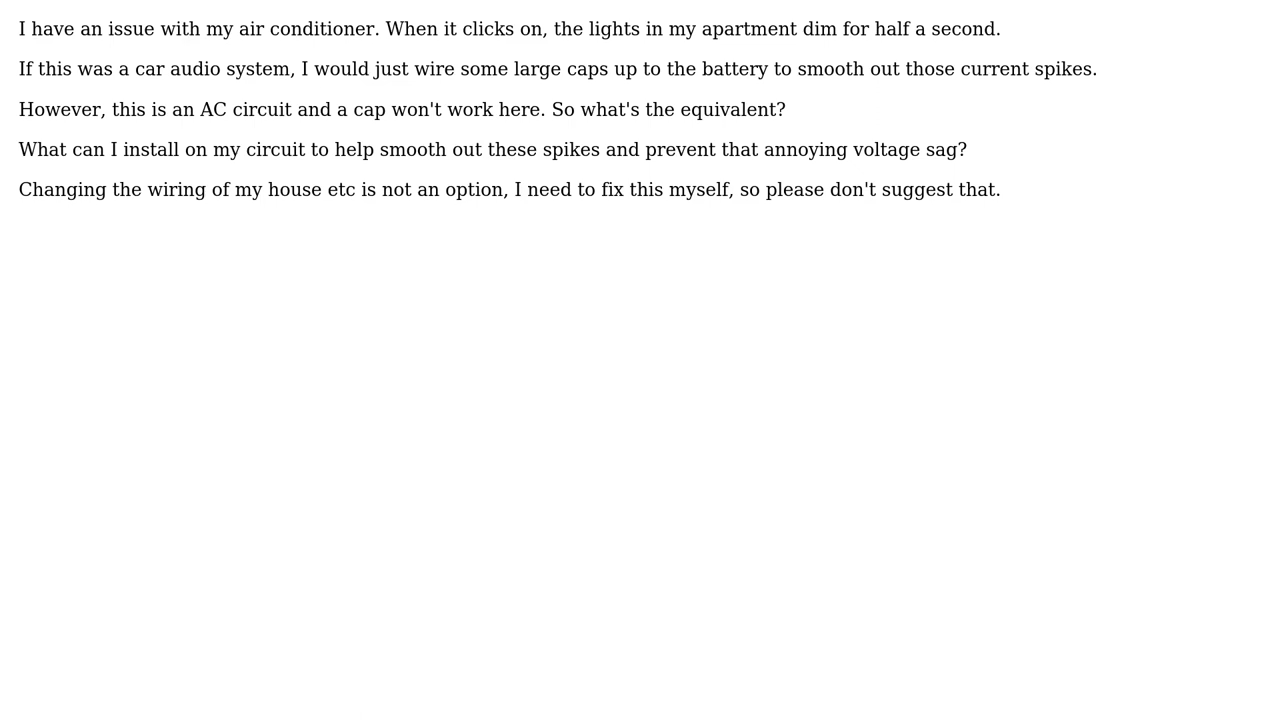 I have an issue with my air conditioner. When it clicks on, the lights in my apartment dim for half a second.
If this was a car audio system, I would just wire some large caps up to the battery to smooth out those current spikes.
However, this is an AC circuit and a cap won't work here. So what's the equivalent?
What can I install on my circuit to help smooth out these spikes and prevent that annoying voltage sag?
Changing the wiring of my house etc is not an option, I need to fix this myself, so please don't suggest that.